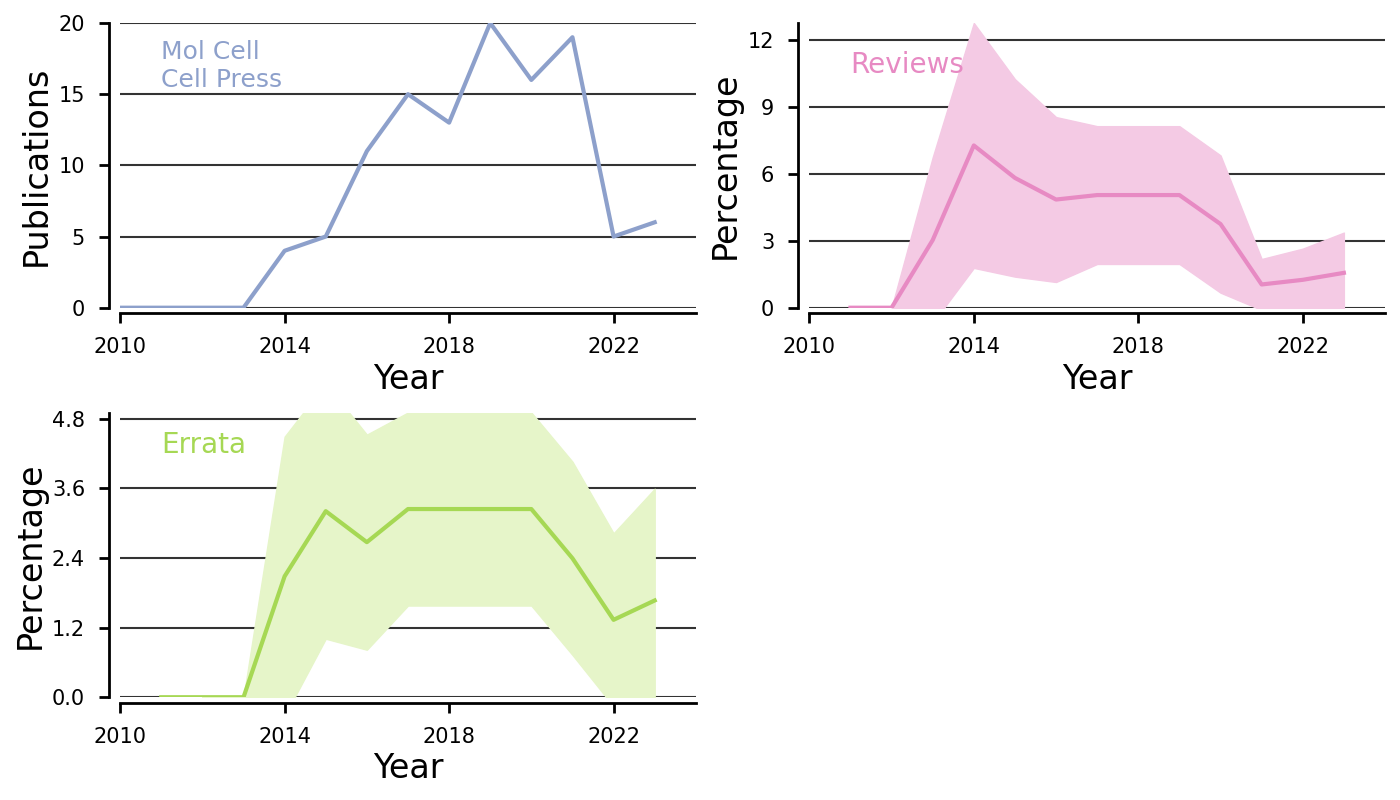 Publications
20
15
10
5
0
Mol Cell
Cell Press
2010
2014
2018
2022
Year
Percentage
12
9
6
3
0
Reviews
2010
2014
2018
2022
Year
Percentage
4.8
3.6
2.4
1.2
0.0
Errata
2010
2014
2018
2022
Year